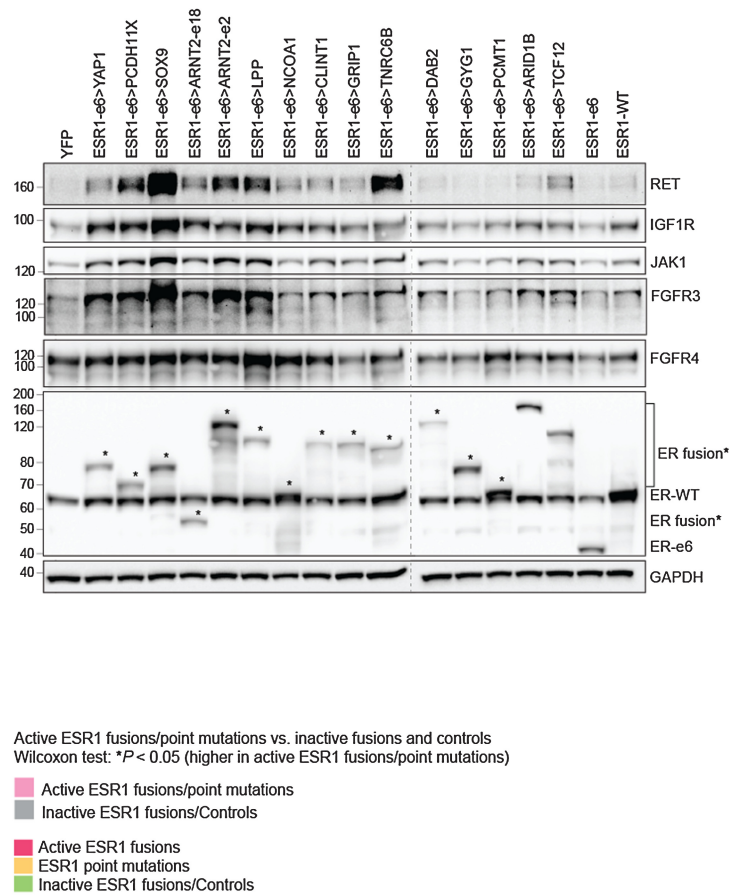 YFP
ESR1-e6>YAP1
ESR1-e6>PCDH11X
ESR1-e6>SOX9
ESR1-e6>ARNT2-e18
ESR1-e6>ARNT2-e2
ESR1-e6>LPP
ESR1-e6>NCOA1
ESR1-e6>CLINT1
ESR1-e6>GRIP1
ESR1-e6>TNRC6B
ESR1-e6>DAB2
ESR1-e6>GYG1
ESR1-e6>PCMT1
ESR1-e6>ARID1B
ESR1-e6>TCF12
ESR1-e6
ESR1-WT
160 RET
100 IGF1R
120 JAK1
120 FGFR3
100
120 FGFR4
100
200
160
120
* * * * * * * * * * * * *
80 ER fusion*
70 ER-WT
60 ER fusion*
50
40 ER-e6
40 GAPDH
Active ESR1 fusions/point mutations vs. inactive fusions and controls
Wilcoxon test: *P < 0.05 (higher in active ESR1 fusions/point mutations)
Active ESR1 fusions/point mutations
Inactive ESR1 fusions/Controls
Active ESR1 fusions
ESR1 point mutations
Inactive ESR1 fusions/Controls